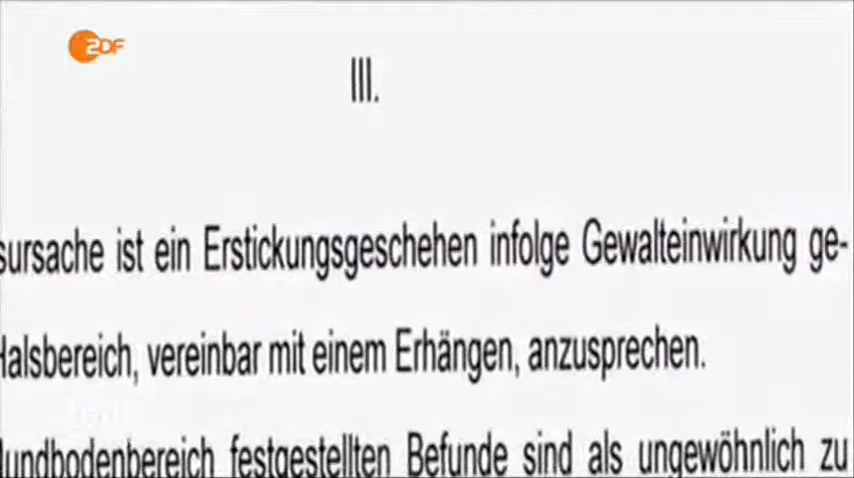 ZDF
III.
sursache ist ein Erstickungsgeschehen infolge Gewalteinwirkung ge-
Halsbereich, vereinbar mit einem Erhängen, anzusprechen.
Mundbodenbereich festgestellten Befunde sind als ungewöhnlich zu